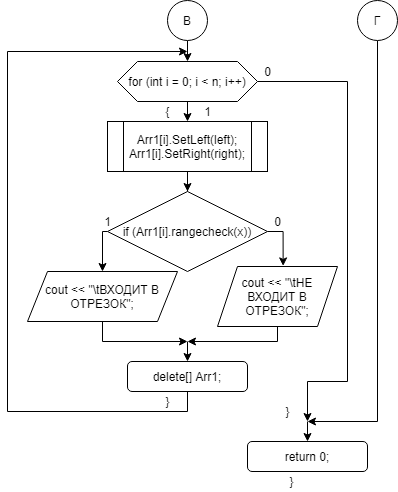 В
Г
for (int i = 0; i < n; i++)
0
{
1
Arr1[i].SetLeft(left);
Arr1[i].SetRight(right);
1
if (Arr1[i].rangecheck(x))
0
cout << "\tВХОДИТ В
ОТРЕЗОК";
cout << "\tНЕ
ВХОДИТ В
ОТРЕЗОК";
delete[] Arr1;
}
}
return 0;
}